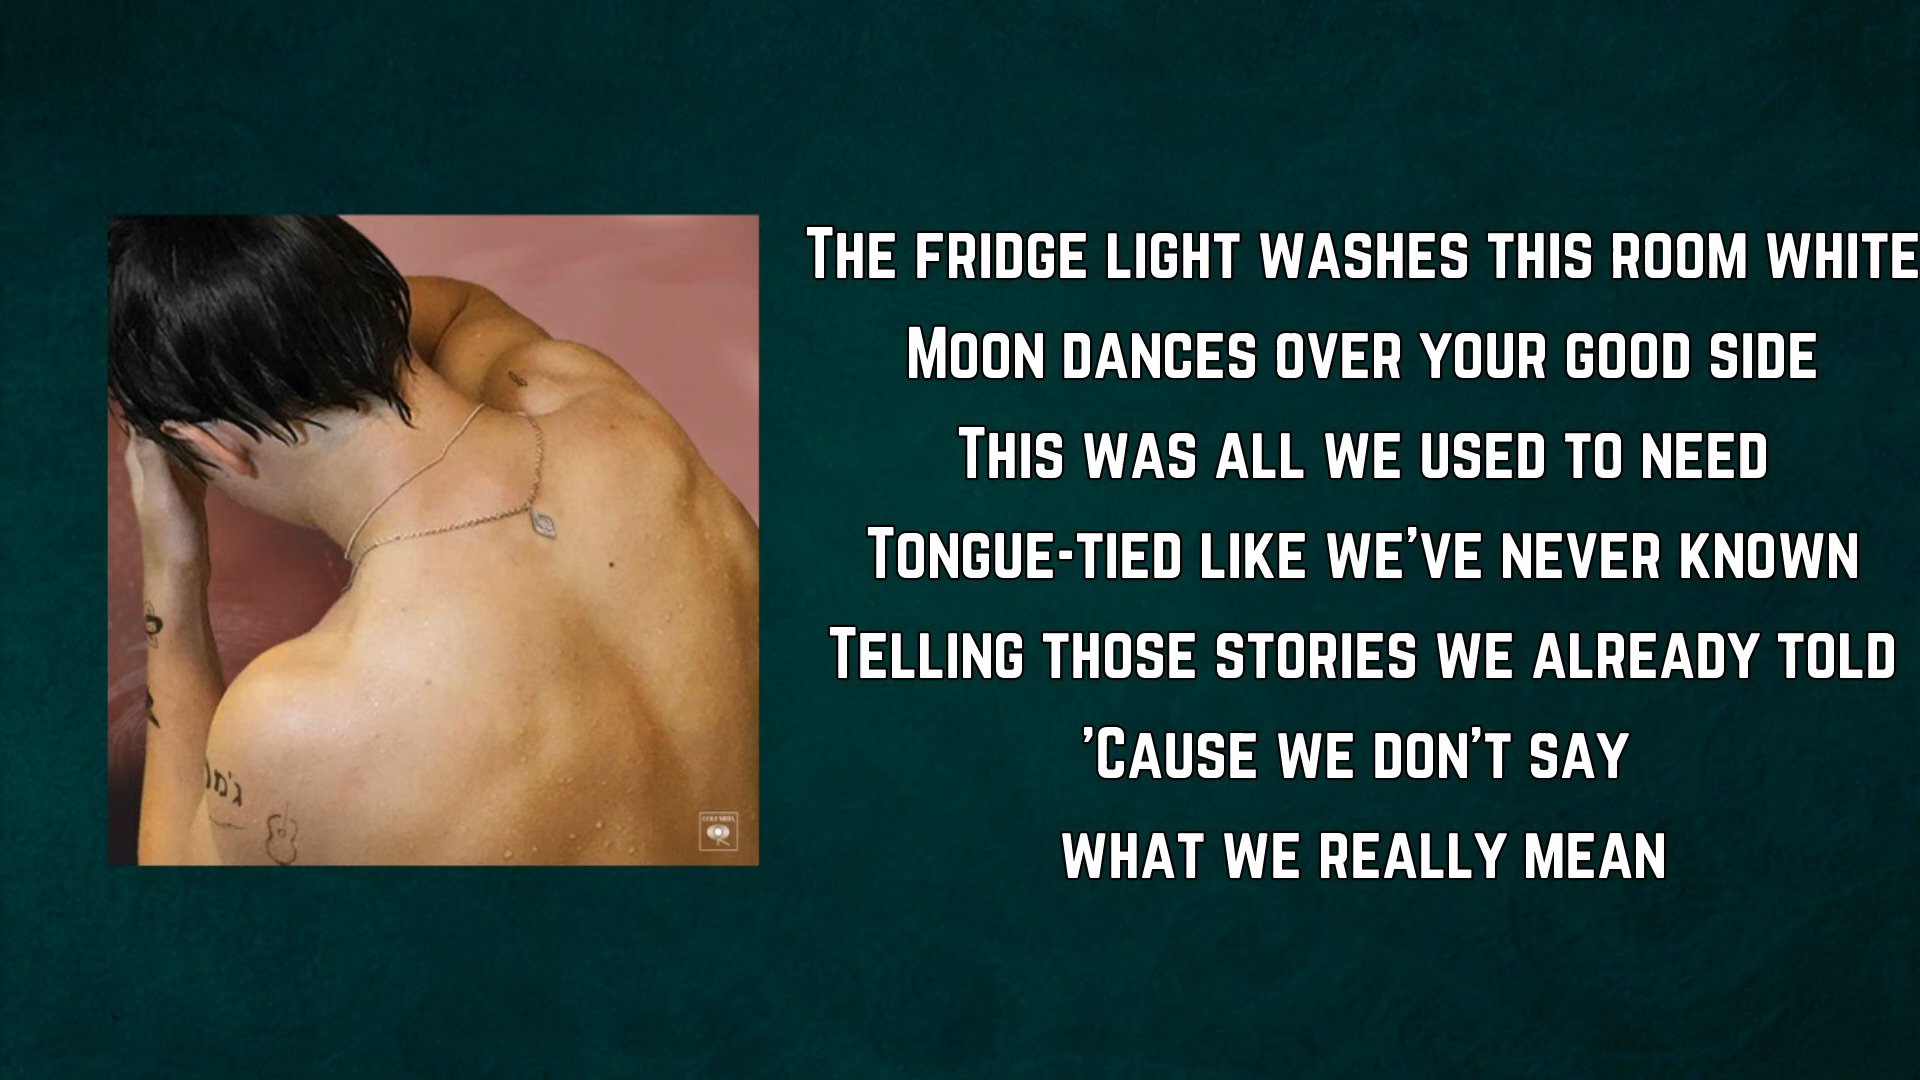 The fridge light washes this room white
Moon dances over your good side
This was all we used to need
Tongue-tied like we've never known
Telling those stories we already told
'Cause we don't say
what we really mean
COLUMBIA